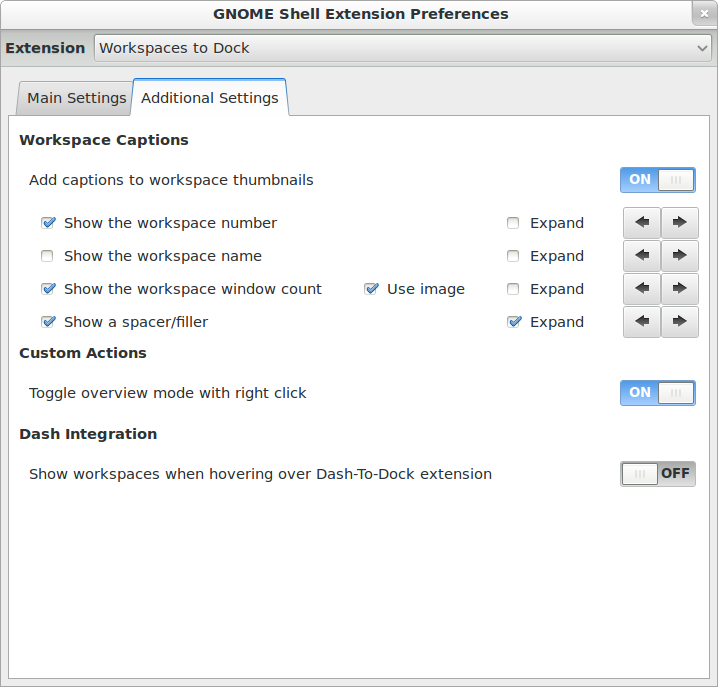 GNOME Shell Extension Preferences
Extension Workspaces to Dock
Main Settings Additional Settings
Workspace Captions
Add captions to workspace thumbnails ON
Show the workspace number Expand
Show the workspace name Expand
Show the workspace window count Use image Expand
Show a spacer/filler Expand
Custom Actions
Toggle overview mode with right click ON
Dash Integration
Show workspaces when hovering over Dash-To-Dock extension OFF